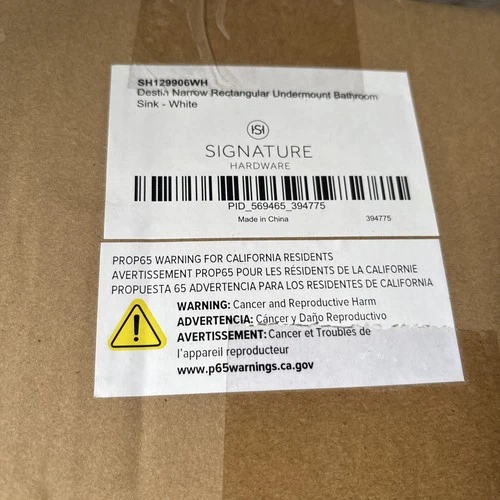 SH129906WH
Destin Narrow Rectangular Undermount Bathroom
Sink - White
SIGNATURE
HARDWARE
PID_569465_394775
Made in China 394775
PROP65 WARNING FOR CALIFORNIA RESIDENTS
AVERTISSEMENT PROP65 POUR LES RÉSIDENTS DE LA CALIFORNIE
PROPUESTA 65 ADVERTENCIA PARA LOS RESIDENTES DE CALIFORNIA
WARNING: Cancer and Reproductive Harm
ADVERTENCIA: Cáncer y Daño Reproductivo
AVERTISSEMENT: Cancer et Troubles de
l'appareil reproducteur
www.p65warnings.ca.gov